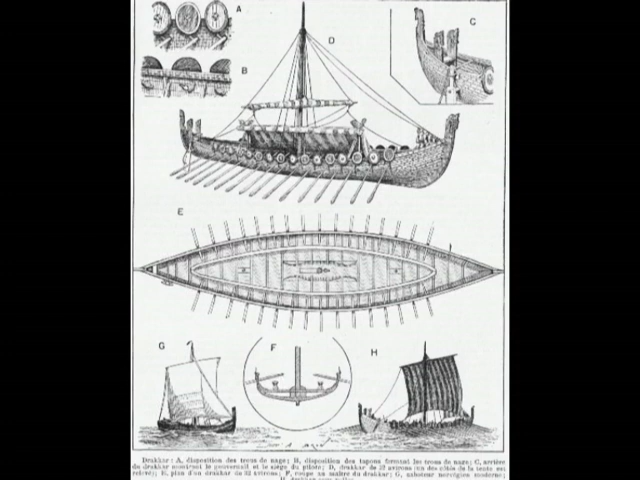 A
D
C
B
E
G
F
H
Drakkar : A, disposition des trous de nage ; B, disposition des tapons fermant les trous de nage ; C, arrière
du drakkar montrant le gouvernail et le siège du pilote ; D, drakkar de 32 avirons (un des côtés de la tente est
relevé) ; E, plan d'un drakkar de 32 avirons ; F, coupe au maître du drakkar ; G, caboteur norvégien moderne ;